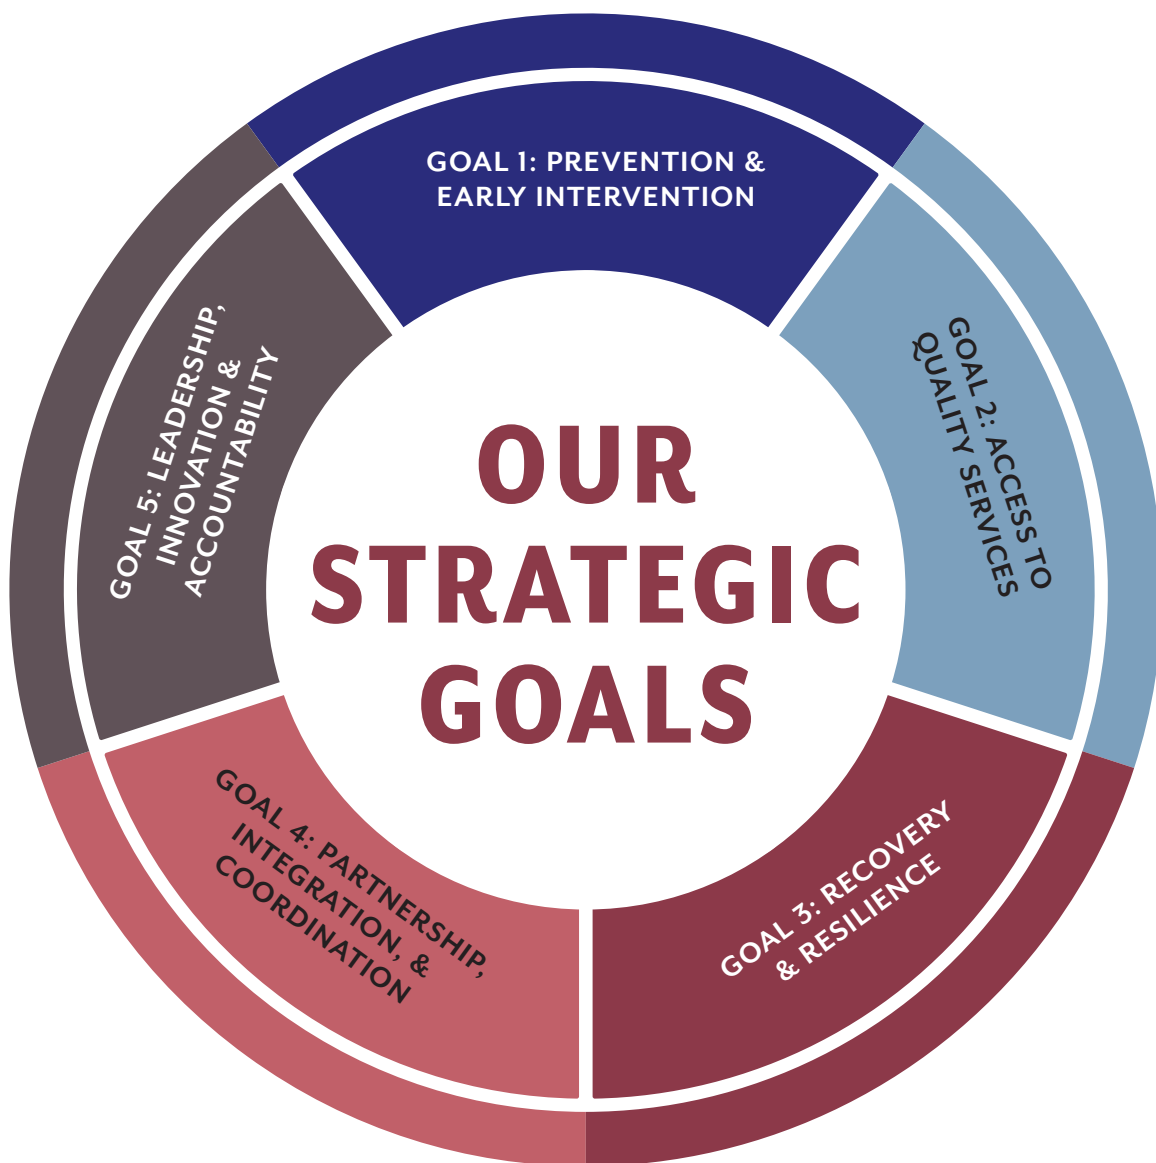 OUR
STRATEGIC
GOALS
GOAL 1: PREVENTION &
EARLY INTERVENTION
GOAL 2: ACCESS TO
QUALITY SERVICES
GOAL 3: RECOVERY
& RESILIENCE
GOAL 4: PARTNERSHIP,
INTEGRATION, &
COORDINATION
GOAL 5: LEADERSHIP,
INNOVATION &
ACCOUNTABILITY